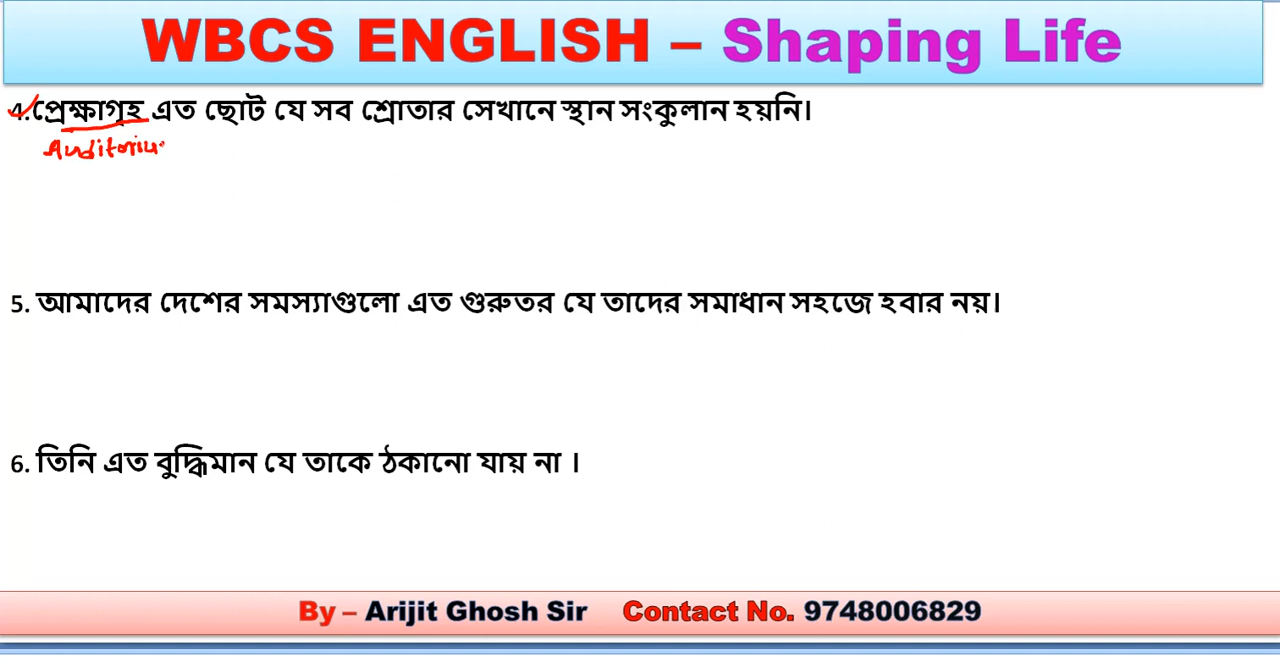 WBCS ENGLISH – Shaping Life
4. প্রেক্ষাগৃহ এত ছোট যে সব শ্রোতার সেখানে স্থান সংকুলান হয়নি।
Auditoriu
5. আমাদের দেশের সমস্যাগুলো এত গুরুতর যে তাদের সমাধান সহজে হবার নয়।
6. তিনি এত বুদ্ধিমান যে তাকে ঠকানো যায় না ।
By – Arijit Ghosh Sir Contact No. 9748006829